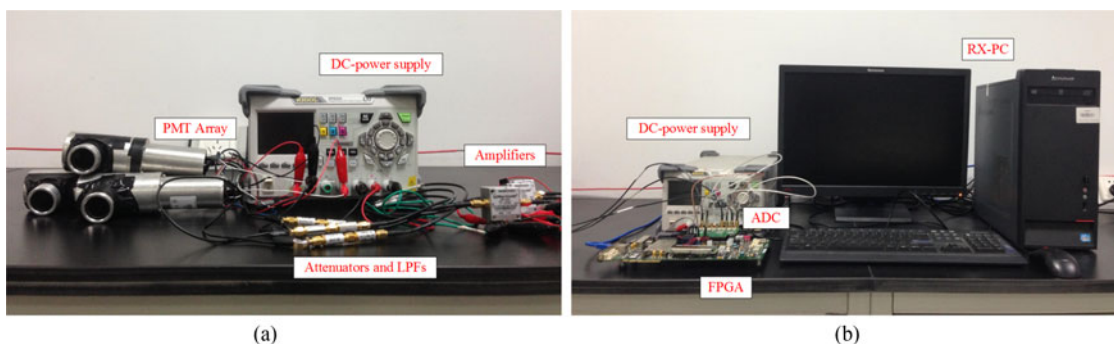 DC-power supply
PMT Array
Amplifiers
Attenuators and LPFs
(a)
RX-PC
DC-power supply
ADC
FPGA
(b)